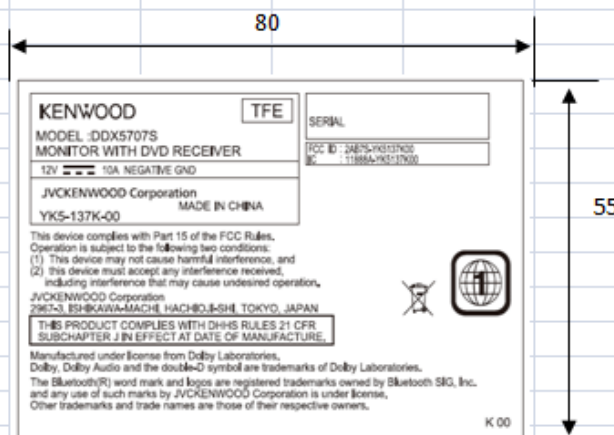 80
KENWOOD
TFE
SERIAL
MODEL :DDX5707S
MONITOR WITH DVD RECEIVER
FCC ID : 2AB7S-YK5137K00
IC : 11888A-YK5137K00
12V 10A NEGATIVE GND
JVCKENWOOD Corporation
MADE IN CHINA
YK5-137K-00
55
This device complies with Part 15 of the FCC Rules.
Operation is subject to the following two conditions:
(1) This device may not cause harmful interference, and
(2) this device must accept any interference received,
including interference that may cause undesired operation.
1
JVCKENWOOD Corporation
2967-3, ISHIKAWA-MACHI, HACHIOJI-SHI, TOKYO, JAPAN
THIS PRODUCT COMPLIES WITH DHHS RULES 21 CFR
SUBCHAPTER J IN EFFECT AT DATE OF MANUFACTURE.
Manufactured under license from Dolby Laboratories.
Dolby, Dolby Audio and the double-D symbol are trademarks of Dolby Laboratories.
The Bluetooth(R) word mark and logos are registered trademarks owned by Bluetooth SIG, Inc.
and any use of such marks by JVCKENWOOD Corporation is under license.
Other trademarks and trade names are those of their respective owners.
K 00